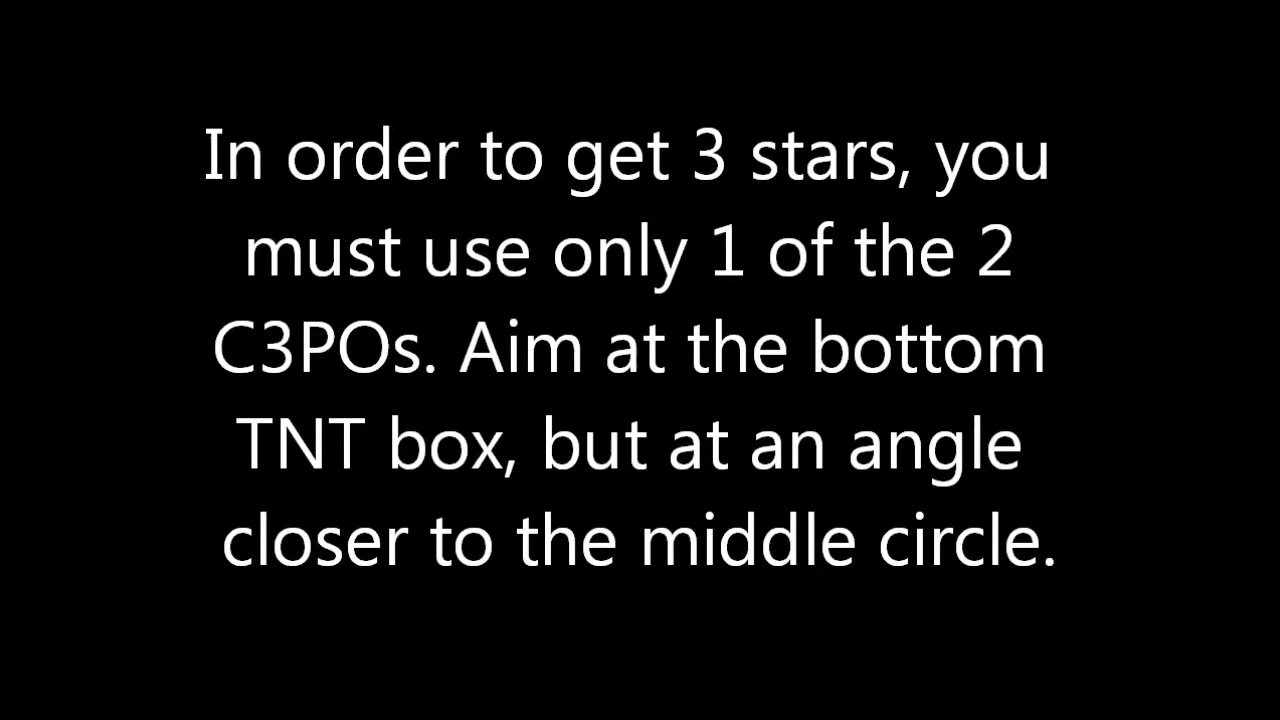 In order to get 3 stars, you
must use only 1 of the 2
C3POs. Aim at the bottom
TNT box, but at an angle
closer to the middle circle.